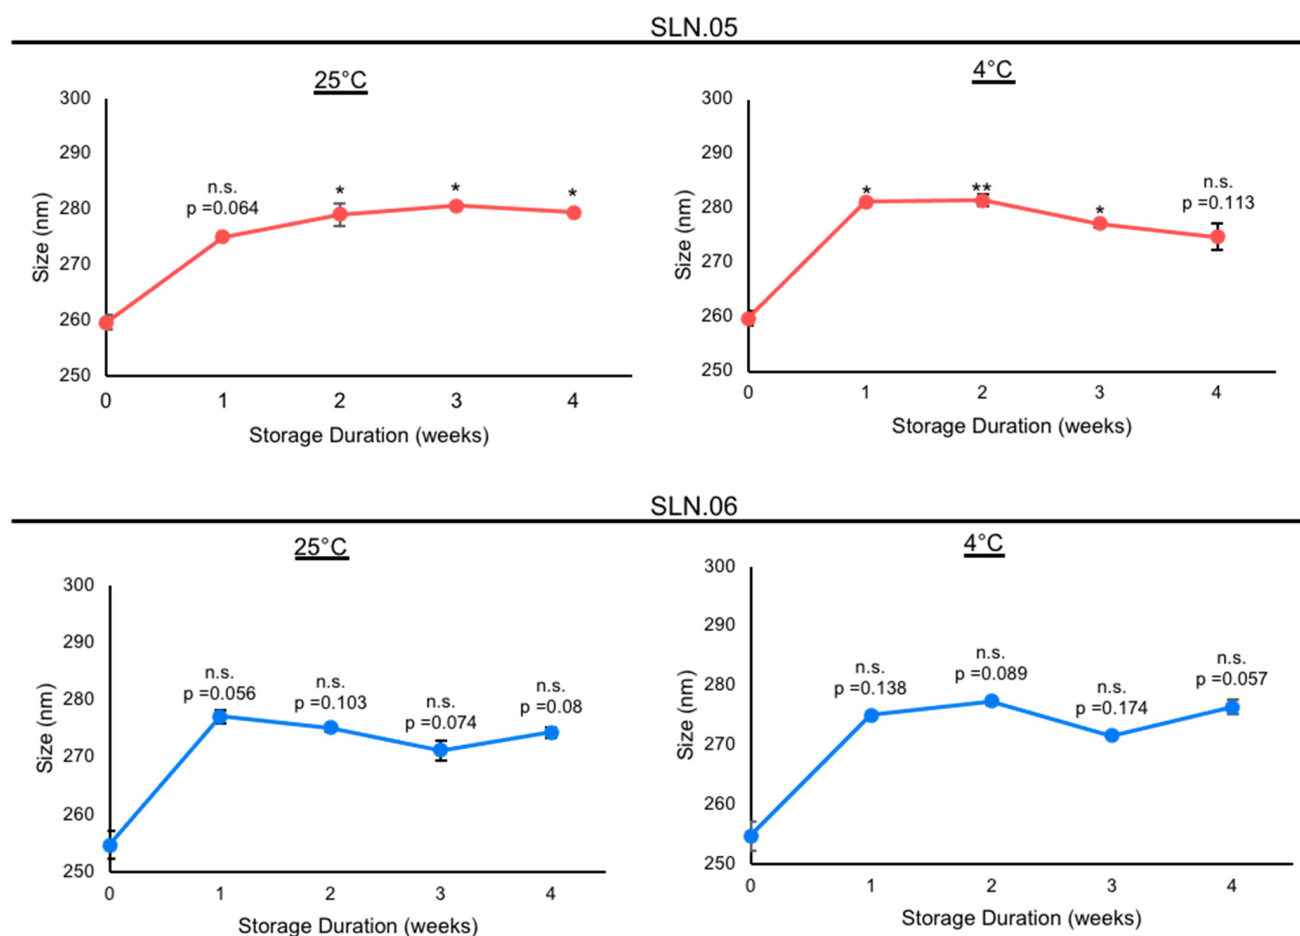 SLN.05
25°C
300
290
280
270
260
250
Size (nm)
n.s.
p =0.064
*
*
*
0 1 2 3 4
Storage Duration (weeks)
4°C
300
290
280
270
260
250
Size (nm)
*
**
*
n.s.
p =0.113
0 1 2 3 4
Storage Duration (weeks)
SLN.06
25°C
300
290
280
270
260
250
Size (nm)
n.s.
p =0.056
n.s.
p =0.103
n.s.
p =0.074
n.s.
p =0.08
0 1 2 3 4
Storage Duration (weeks)
4°C
300
290
280
270
260
250
Size (nm)
n.s.
p =0.138
n.s.
p =0.089
n.s.
p =0.174
n.s.
p =0.057
0 1 2 3 4
Storage Duration (weeks)